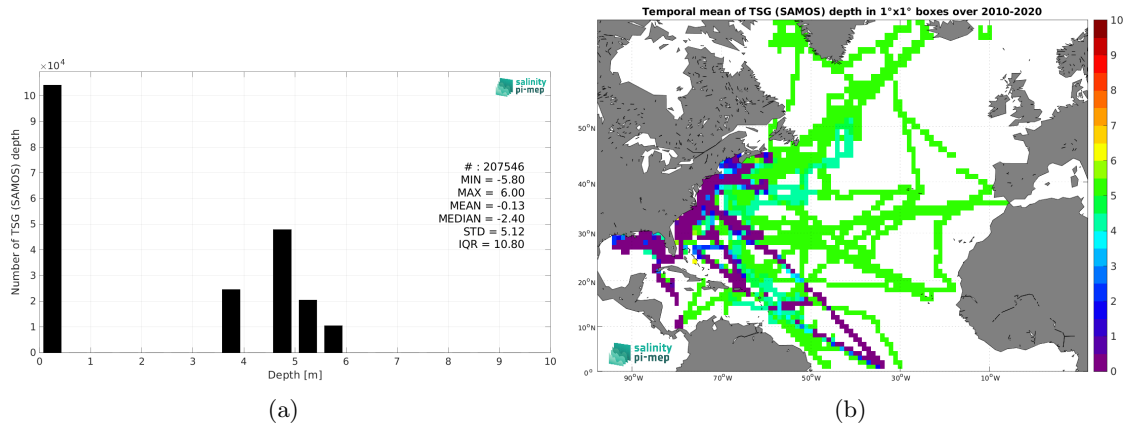 ×10⁴
10
9
8
7
6
5
4
3
2
1
0
Number of TSG (SAMOS) depth
salinity
pi-mep
# : 207546
MIN = -5.80
MAX = 6.00
MEAN = -0.13
MEDIAN = -2.40
STD = 5.12
IQR = 10.80
0 1 2 3 4 5 6 7 8 9 10
Depth [m]
(a)
Temporal mean of TSG (SAMOS) depth in 1°x1° boxes over 2010-2020
50°N
40°N
30°N
20°N
10°N
0°
90°W 70°W 50°W 30°W 10°W
salinity
pi-mep
10
9
8
7
6
5
4
3
2
1
0
(b)